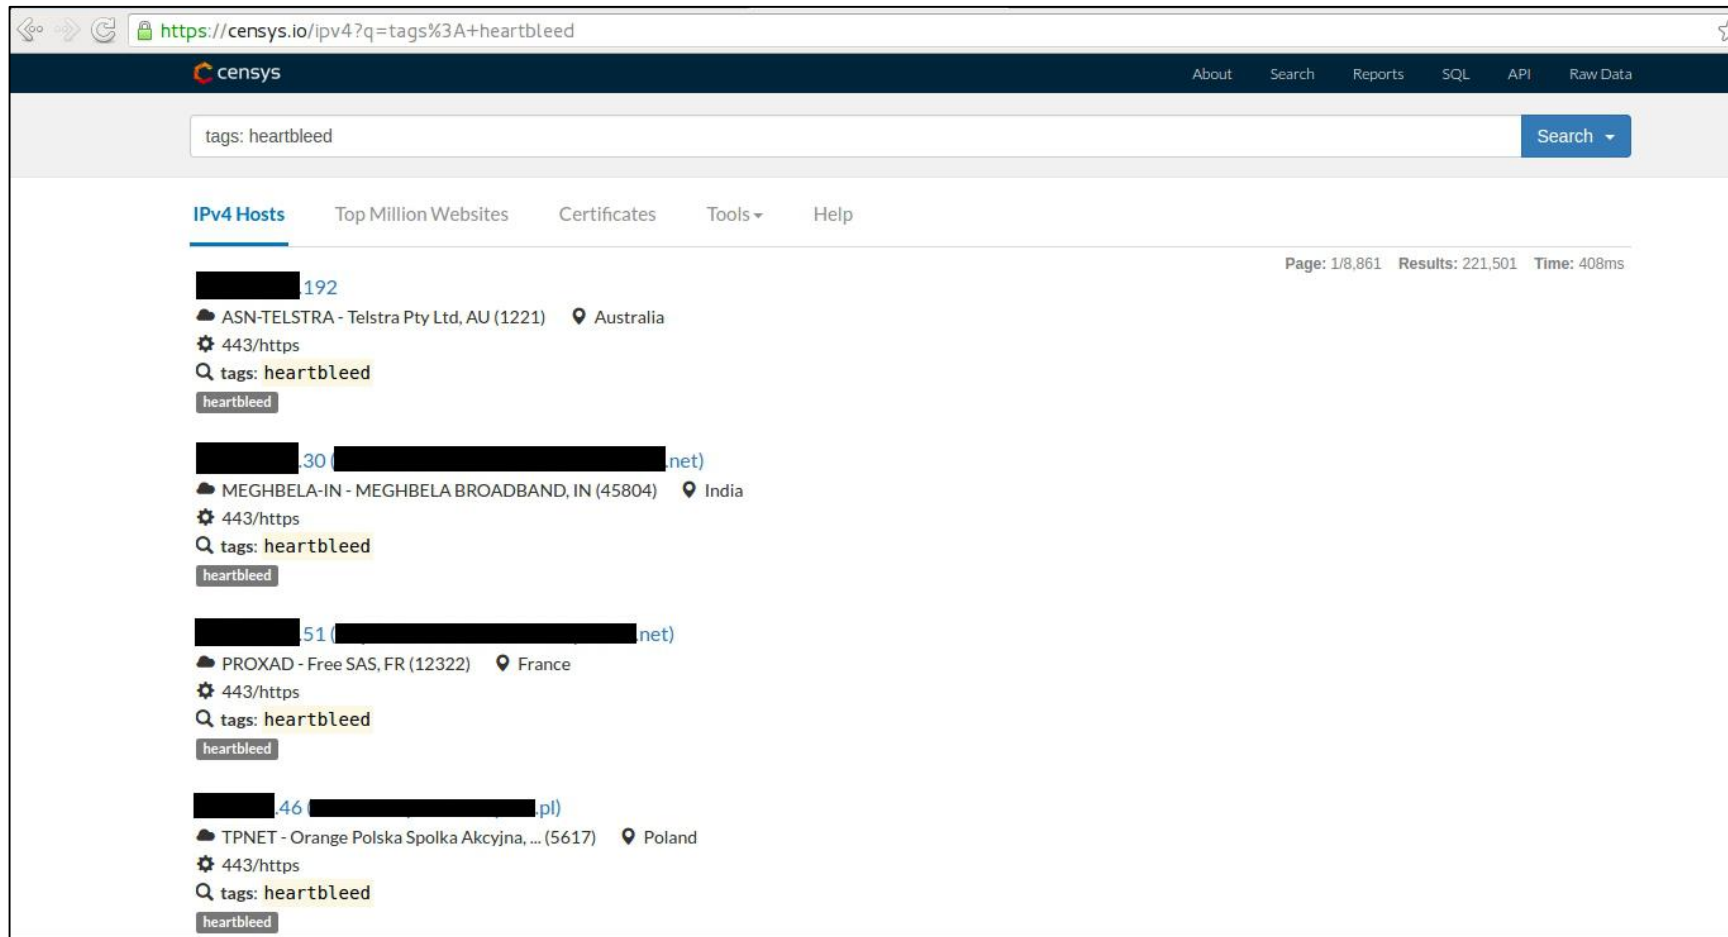 https://censys.io/ipv4?q=tags%3A+heartbleed
censys About Search Reports SQL API Raw Data
tags: heartbleed Search
IPv4 Hosts Top Million Websites Certificates Tools Help
Page: 1/8,861 Results: 221,501 Time: 408ms
.192
ASN-TELSTRA - Telstra Pty Ltd, AU (1221) Australia
443/https
tags: heartbleed
heartbleed
.30 ( .net)
MEGHBELA-IN - MEGHBELA BROADBAND, IN (45804) India
443/https
tags: heartbleed
heartbleed
.51 ( .net)
PROXAD - Free SAS, FR (12322) France
443/https
tags: heartbleed
heartbleed
.46 ( .pl)
TPNET - Orange Polska Spolka Akcyjna, ... (5617) Poland
443/https
tags: heartbleed
heartbleed